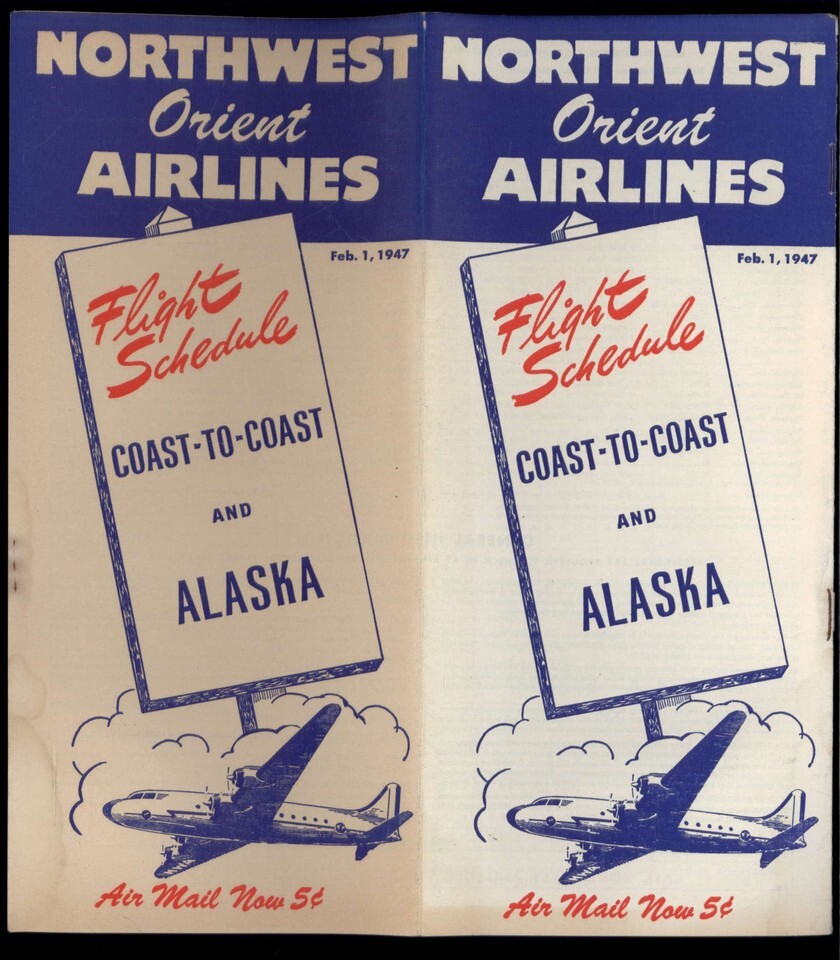 NORTHWEST
Orient
AIRLINES
Feb. 1, 1947
Flight
Schedule
COAST-TO-COAST
AND
ALASKA
Air Mail Now 5¢
NORTHWEST
Orient
AIRLINES
Feb. 1, 1947
Flight
Schedule
COAST-TO-COAST
AND
ALASKA
Air Mail Now 5¢